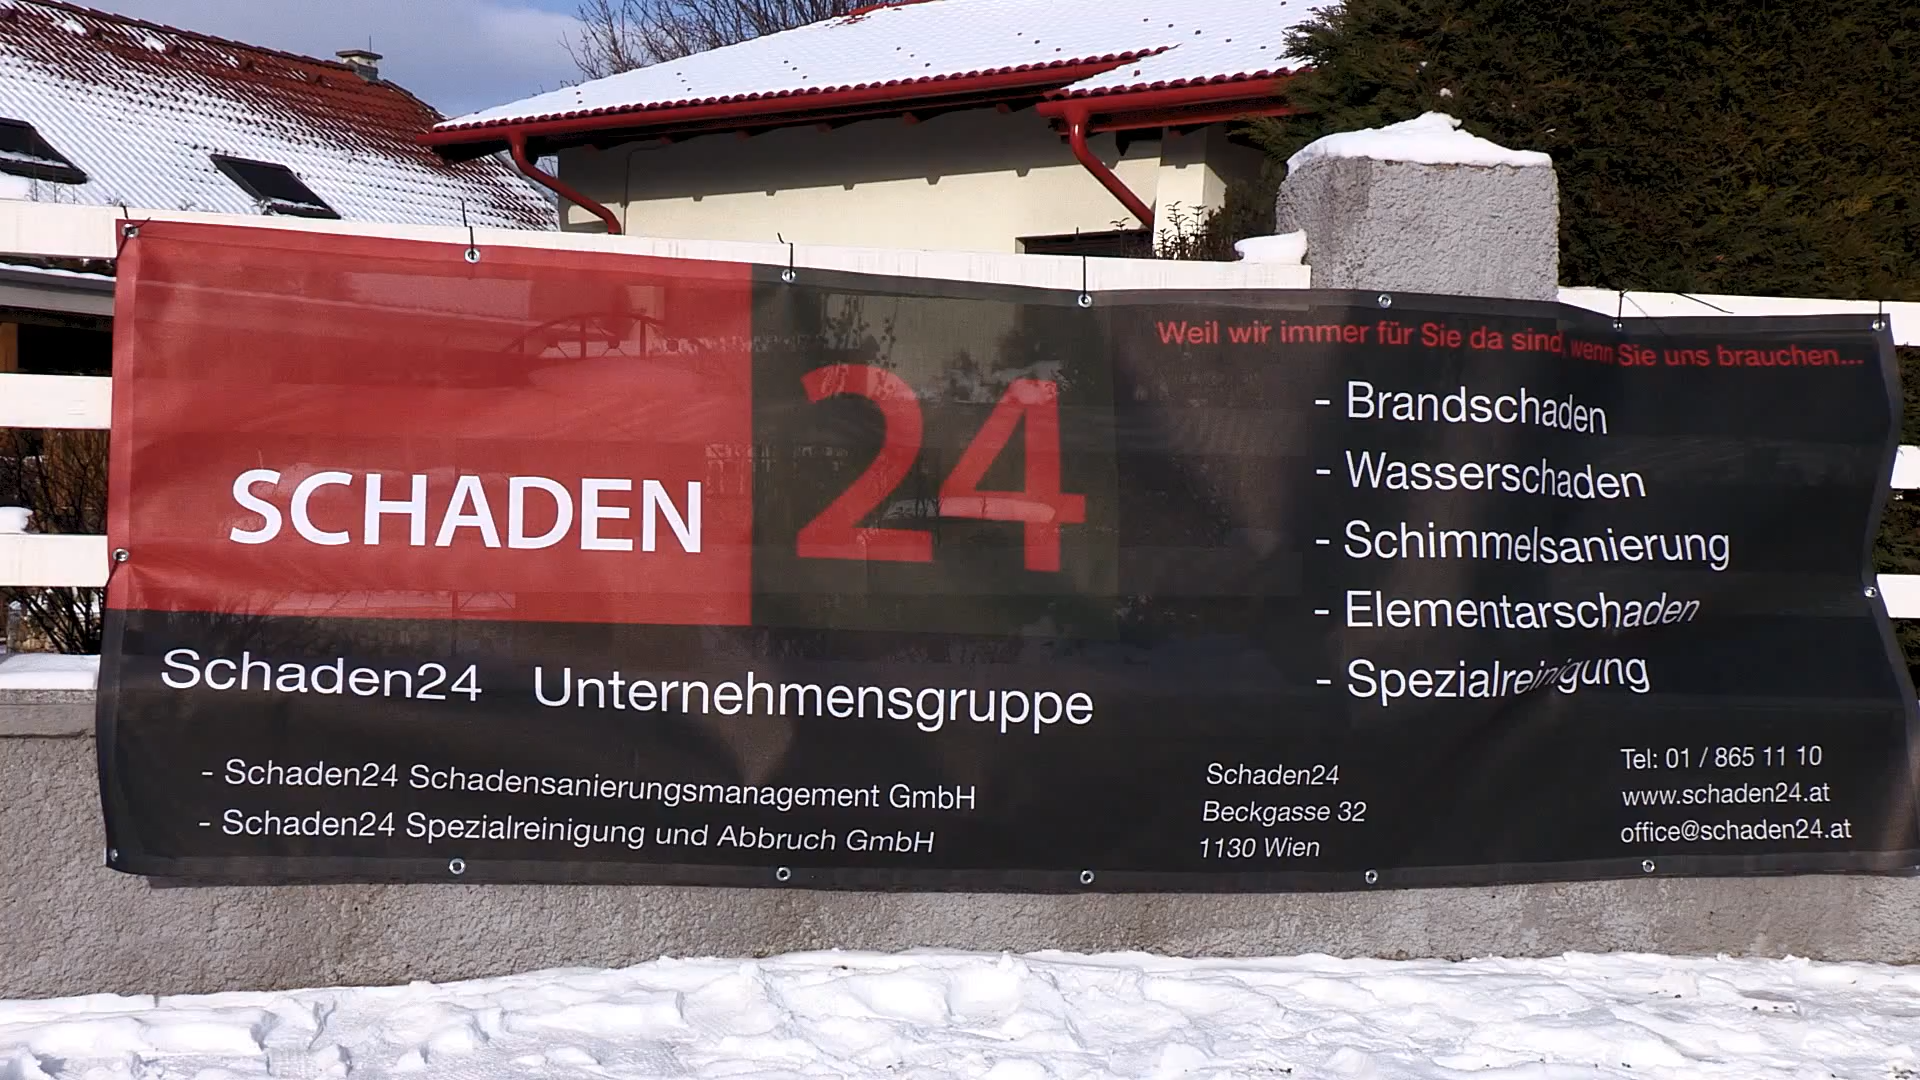 SCHADEN 24
Schaden24 Unternehmensgruppe
- Schaden24 Schadensanierungsmanagement GmbH
- Schaden24 Spezialreinigung und Abbruch GmbH
Weil wir immer für Sie da sind, wenn Sie uns brauchen...
- Brandschaden
- Wasserschaden
- Schimmelsanierung
- Elementarschaden
- Spezialreinigung
Schaden24
Beckgasse 32
1130 Wien
Tel: 01 / 865 11 10
www.schaden24.at
office@schaden24.at